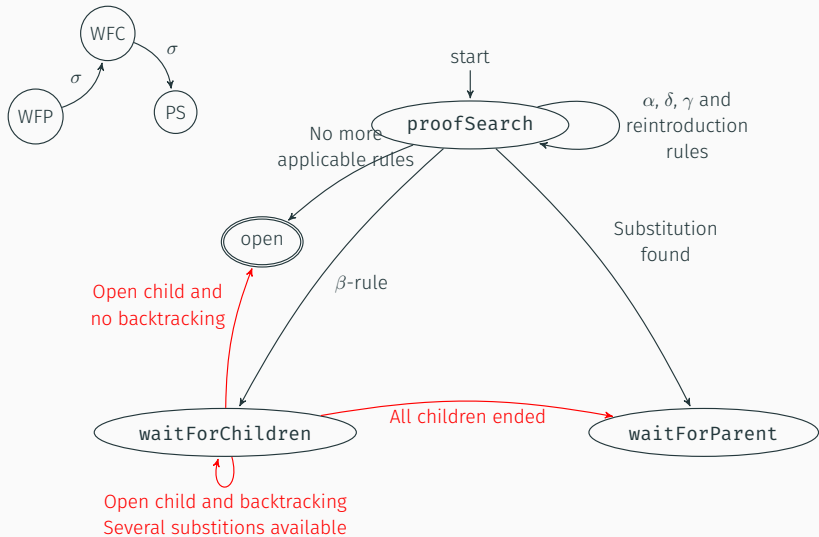 WFC
σ
σ
WFP
PS
start
proofSearch
α, δ, γ and
reintroduction
rules
No more
applicable rules
open
Substitution
found
β-rule
Open child and
no backtracking
All children ended
waitForChildren
waitForParent
Open child and backtracking
Several substitions available